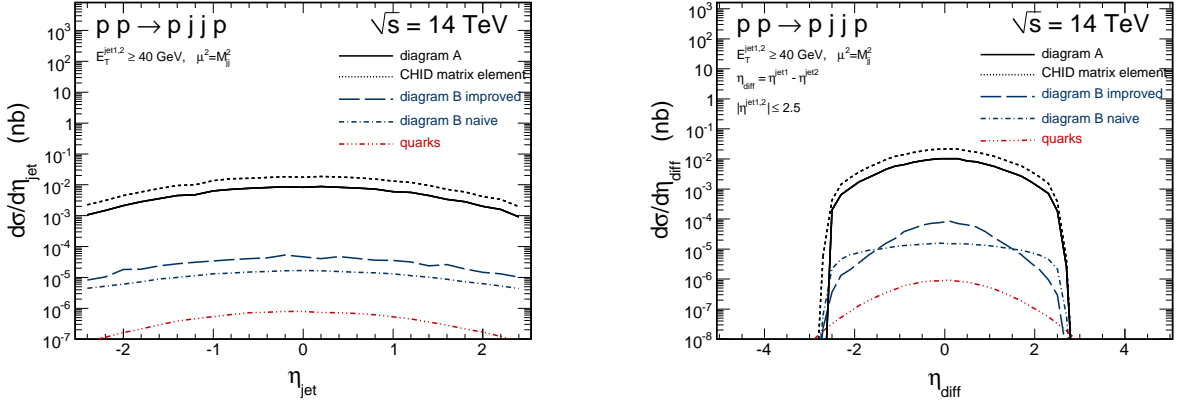 p p → p j j p
√s = 14 TeV
E_T^jet1,2 ≥ 40 GeV, μ²=M_jj²
diagram A
CHID matrix element
diagram B improved
diagram B naive
quarks
dσ/dη_jet (nb)
10³
10²
10
1
10⁻¹
10⁻²
10⁻³
10⁻⁴
10⁻⁵
10⁻⁶
10⁻⁷
-2 -1 0 1 2
η_jet
p p → p j j p
√s = 14 TeV
E_T^jet1,2 ≥ 40 GeV, μ²=M_jj²
η_diff = η^jet1 - η^jet2
|η^jet1,2| ≤ 2.5
diagram A
CHID matrix element
diagram B improved
diagram B naive
quarks
dσ/dη_diff (nb)
10³
10²
10
1
10⁻¹
10⁻²
10⁻³
10⁻⁴
10⁻⁵
10⁻⁶
10⁻⁷
10⁻⁸
-4 -2 0 2 4
η_diff